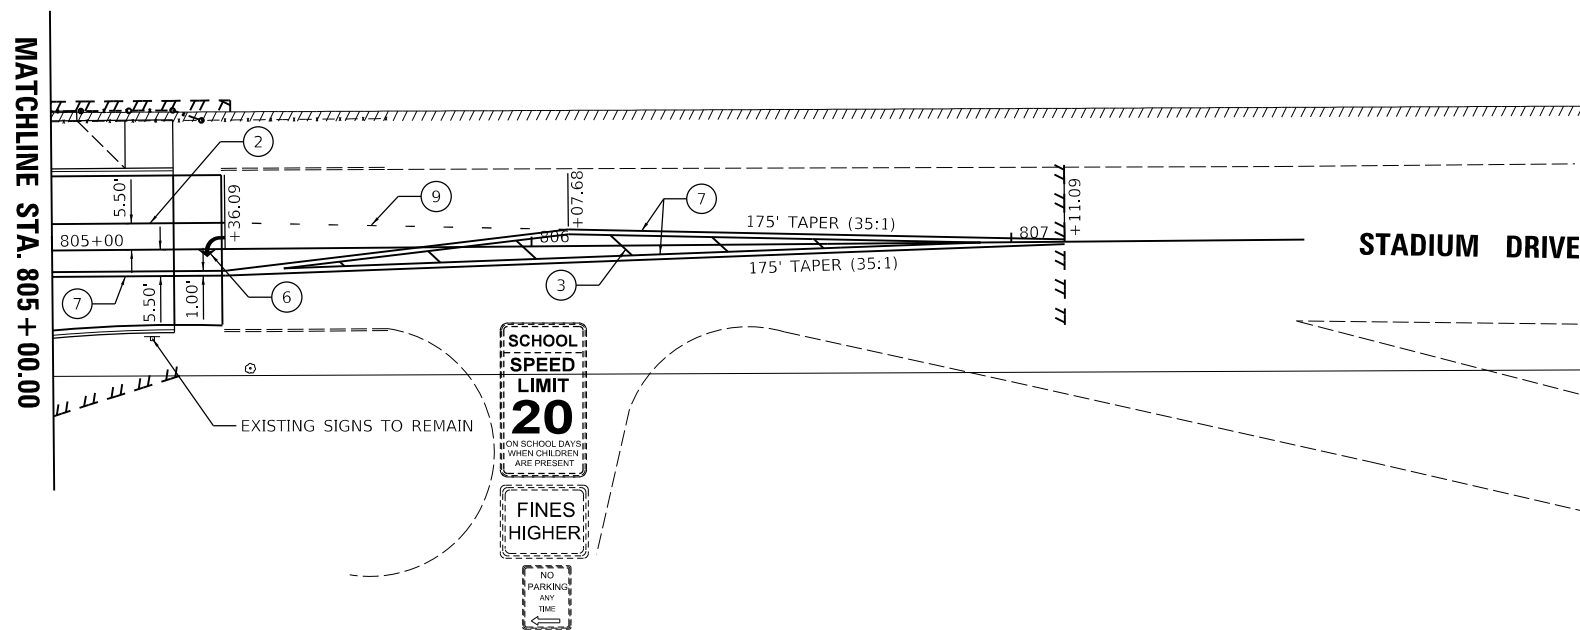 MATCHLINE STA. 805+00.00
2
5.50'
+36.09
9
+07.68
7
175' TAPER (35:1)
+11.09
805+00
806
807
STADIUM DRIVE
175' TAPER (35:1)
7
5.50'
1.00'
6
3
EXISTING SIGNS TO REMAIN
SCHOOL
SPEED
LIMIT
20
ON SCHOOL DAYS
WHEN CHILDREN
ARE PRESENT
FINES
HIGHER
NO
PARKING
ANY
TIME